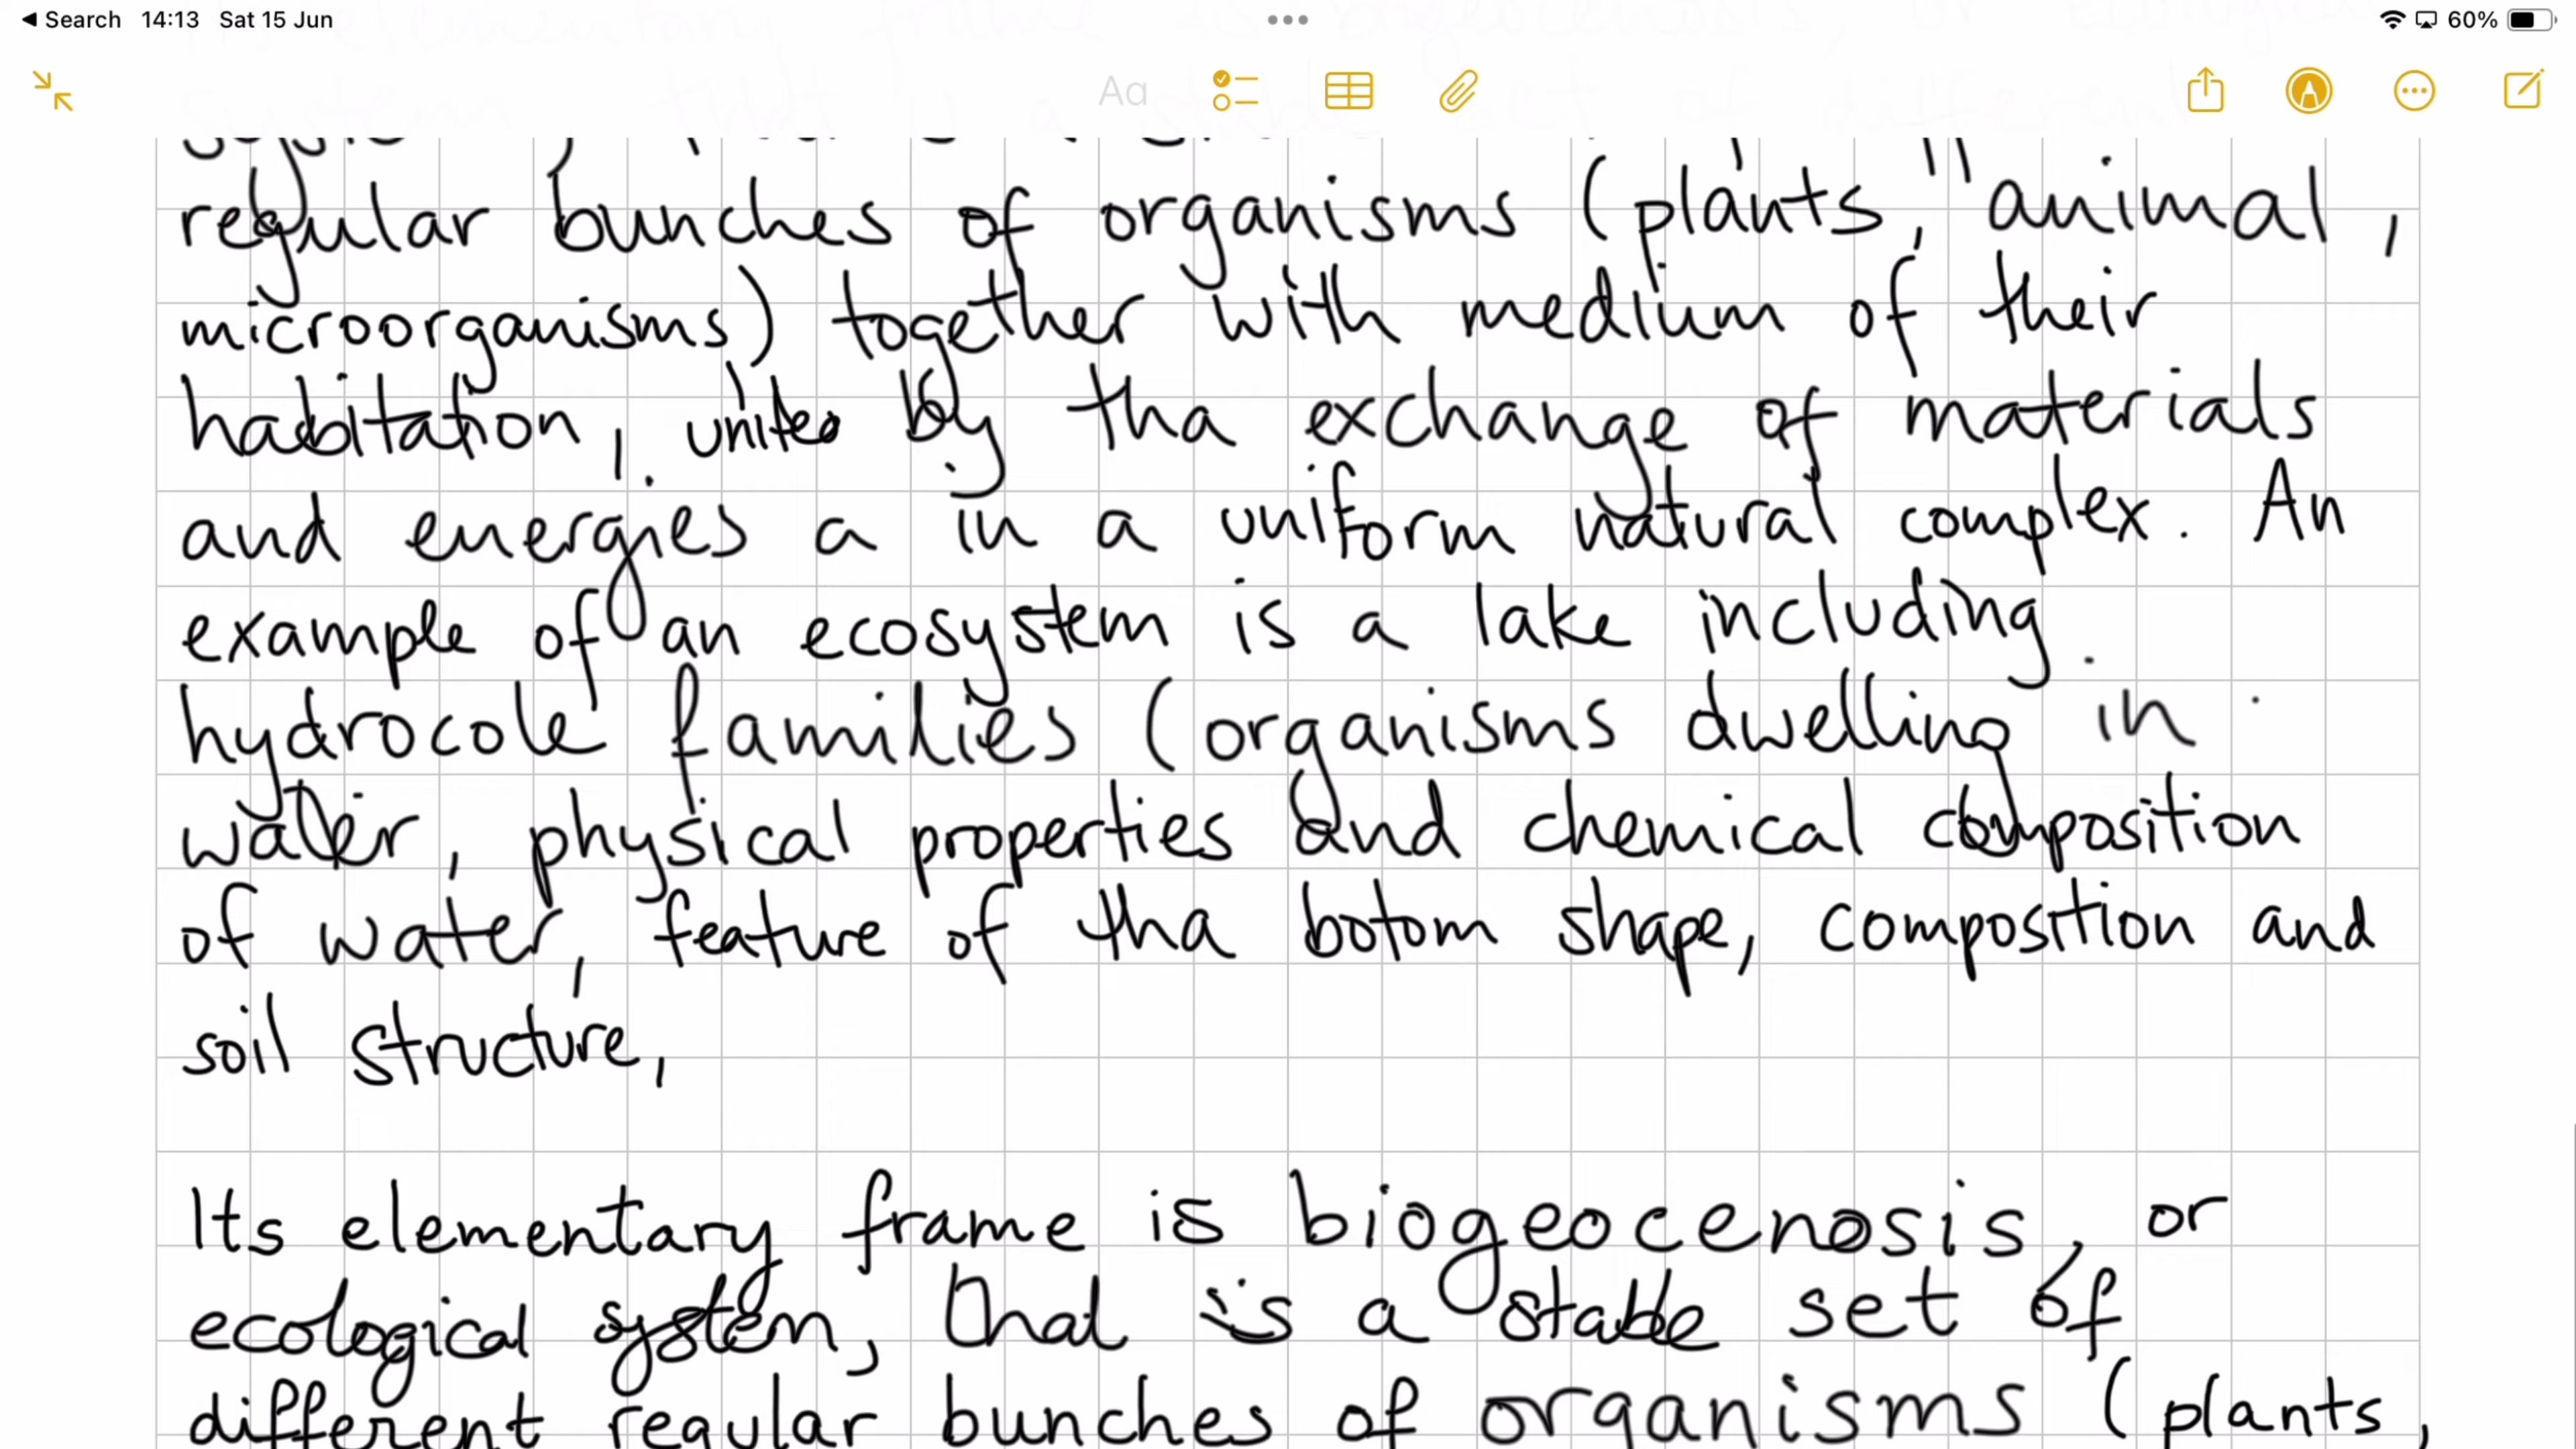 Search 14:13 Sat 15 Jun
60%
Aa
regular bunches of organisms (plants, animal,
microorganisms) together with medium of their
habitation, united by tha exchange of materials
and energies a in a uniform natural complex. An
example of an ecosystem is a lake including
hydrocole families (organisms dwelling in
water, physical properties and chemical composition
of water, feature of tha botom shape, composition and
soil structure,
Its elementary frame is biogeocenosis, or
ecological system, that is a stable set of
different regular bunches of organisms (plants,